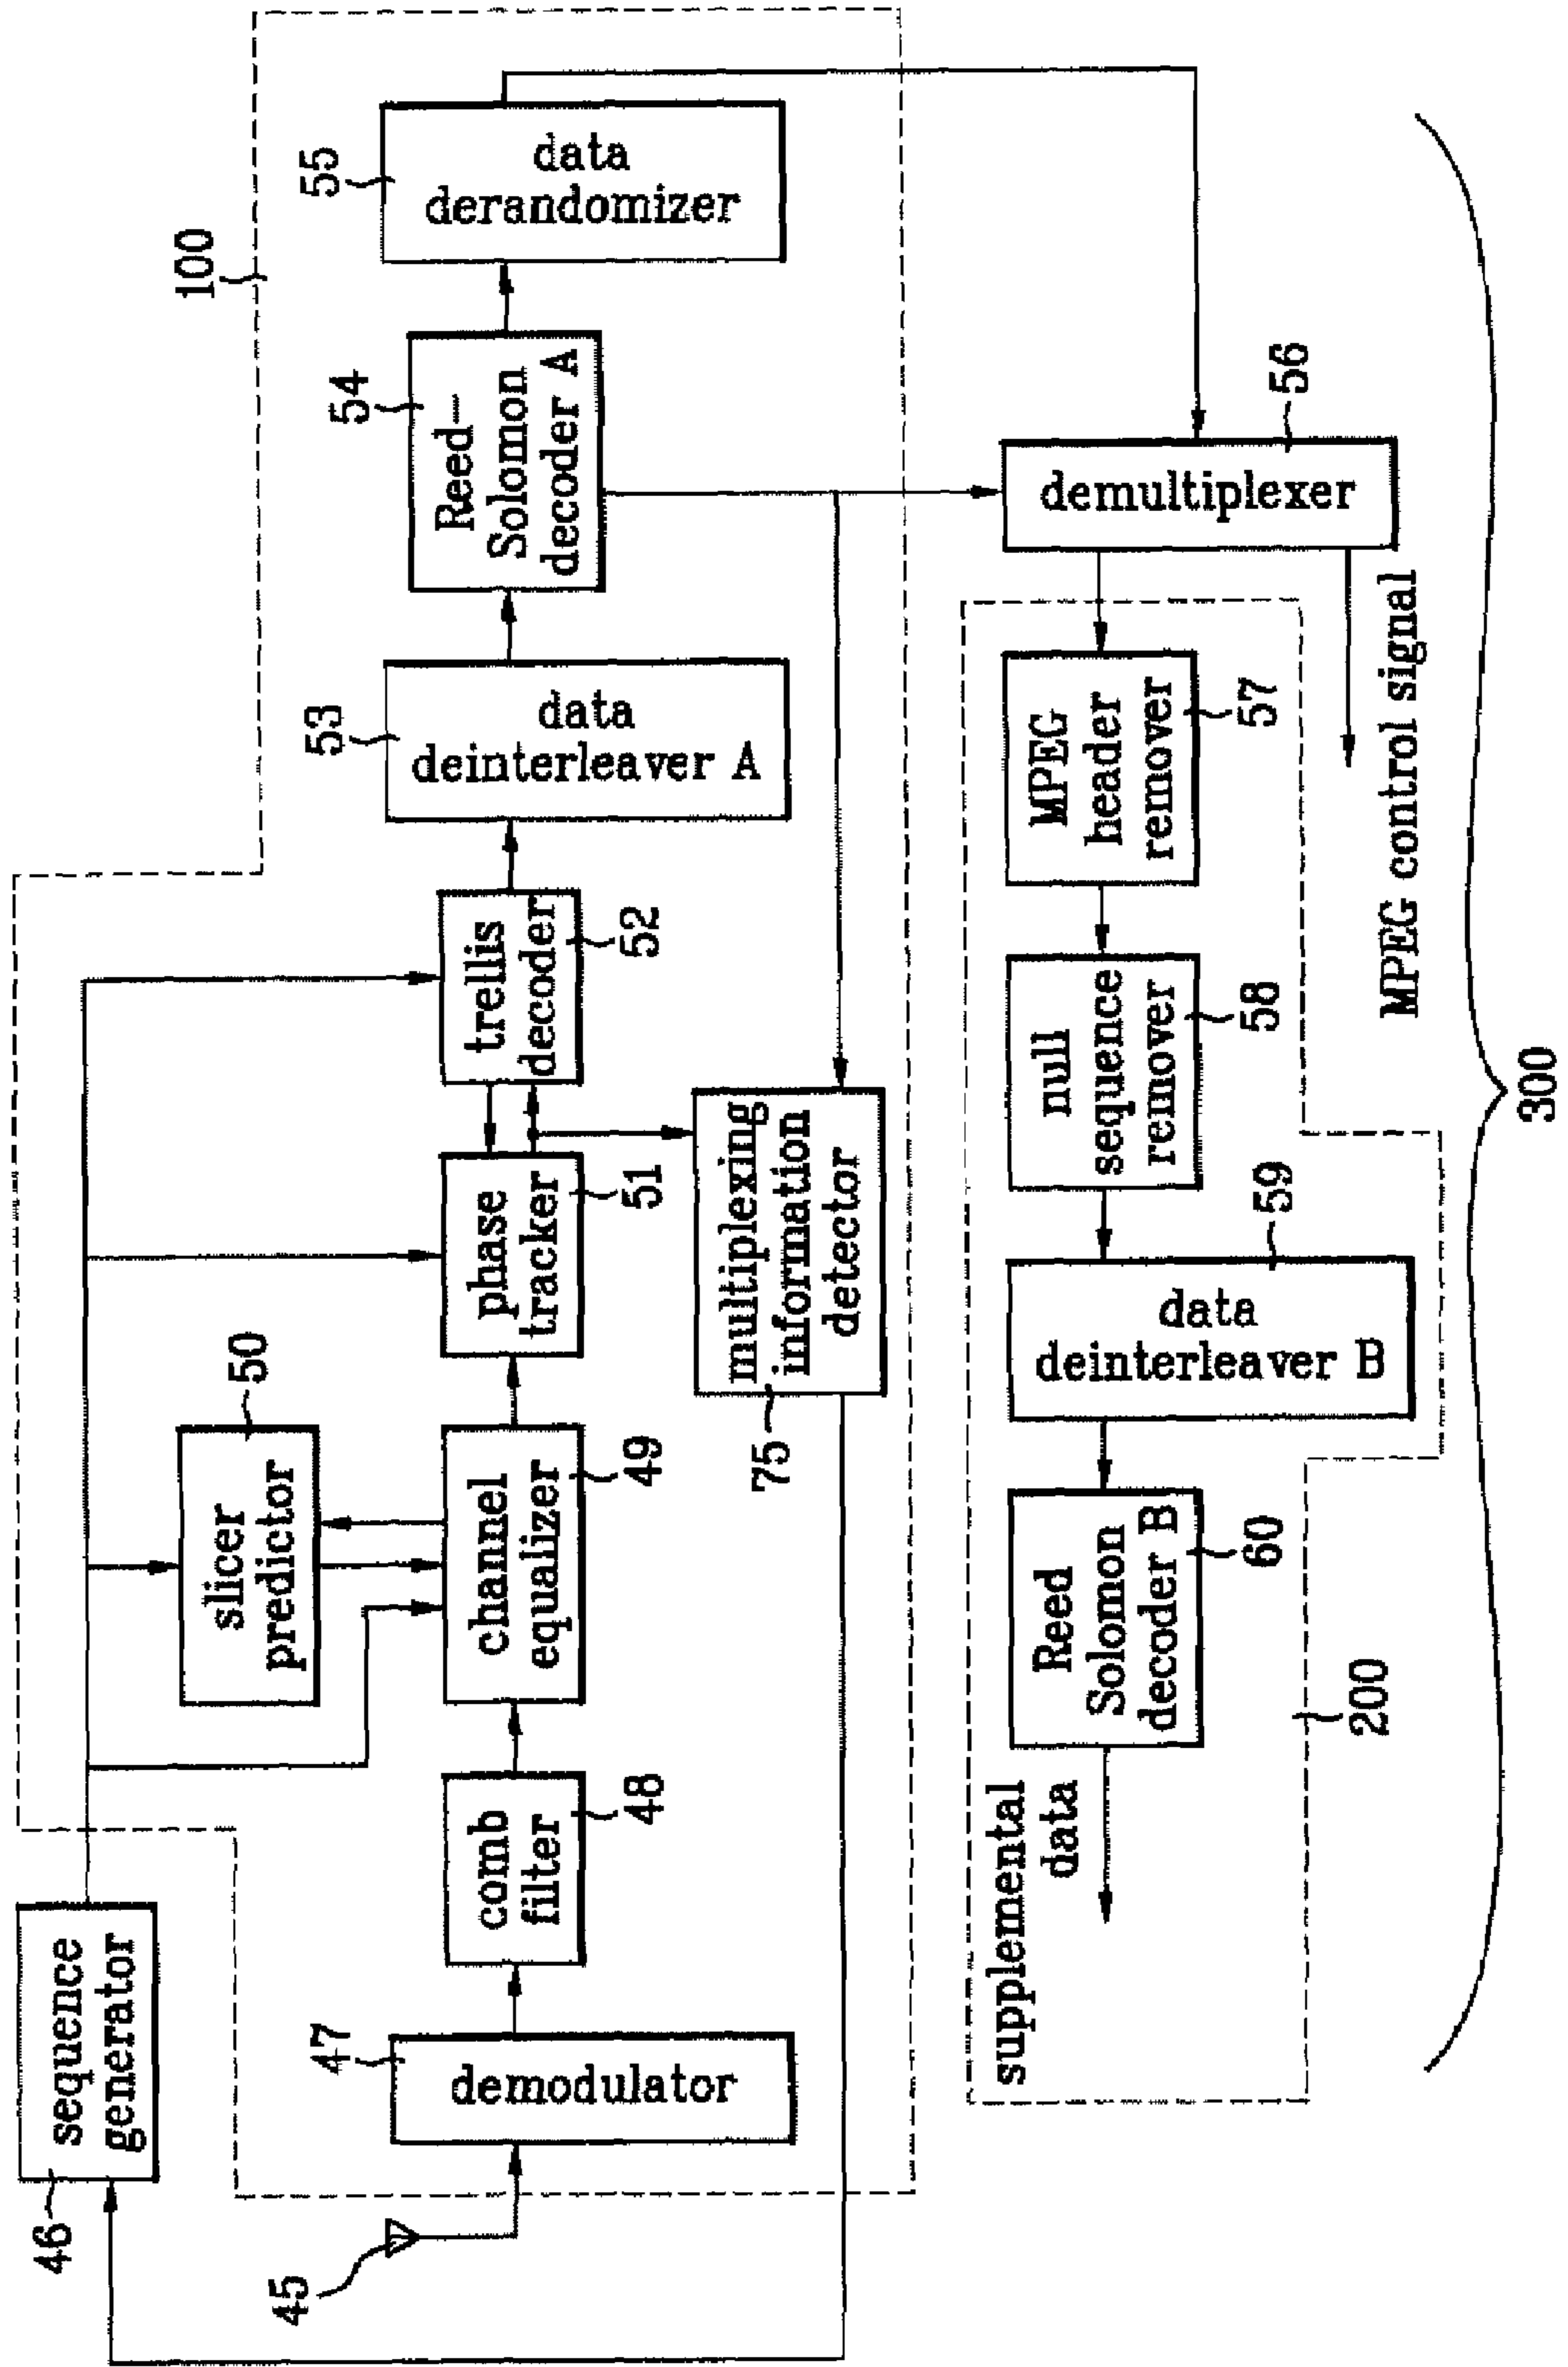 100
46
sequence
generator
50
slicer
predictor
45
47
demodulator
comb
filter
48
channel
equalizer
49
phase
tracker
51
trellis
decoder
52
53
data
deinterleaver A
54
Reed-
Solomon
decoder A
55
data
derandomizer
75
multiplexing
information
detector
supplemental
data
Reed
Solomon
decoder B
60
data
deinterleaver B
59
null
sequence
remover
58
MPEG
header
remover
57
demultiplexer
56
200
MPEG control signal
300